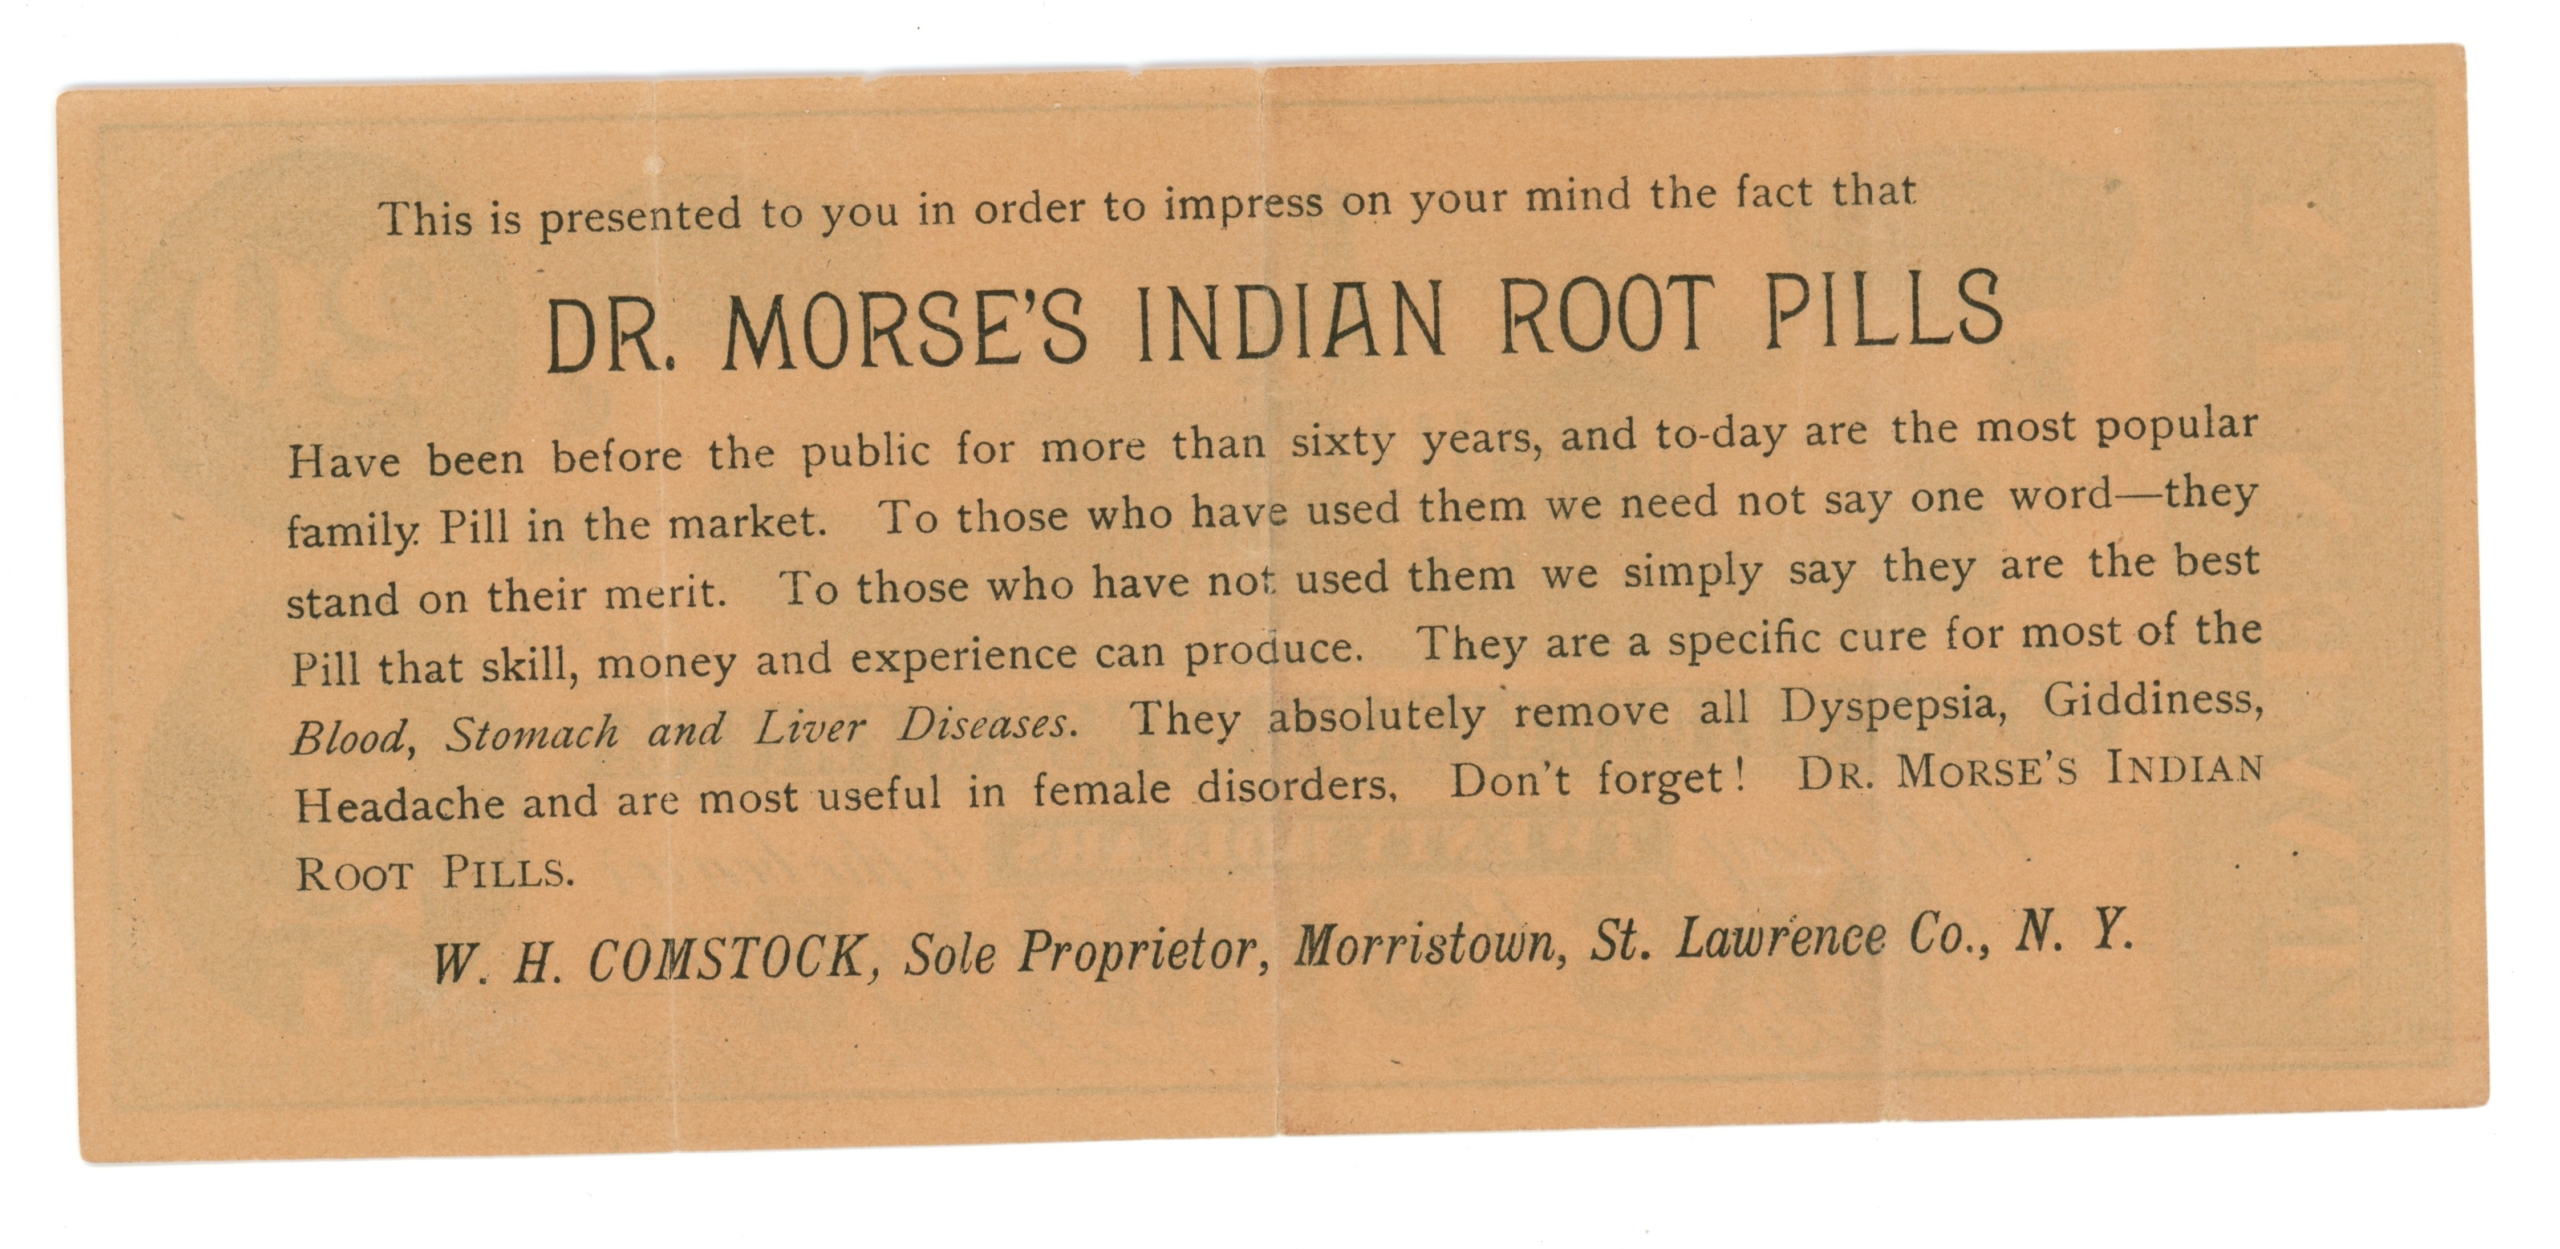 This is presented to you in order to impress on your mind the fact that
DR. MORSE'S INDIAN ROOT PILLS
Have been before the public for more than sixty years, and to-day are the most popular
family Pill in the market. To those who have used them we need not say one word—they
stand on their merit. To those who have not used them we simply say they are the best
Pill that skill, money and experience can produce. They are a specific cure for most of the
Blood, Stomach and Liver Diseases. They absolutely remove all Dyspepsia, Giddiness,
Headache and are most useful in female disorders. Don't forget! DR. MORSE'S INDIAN
ROOT PILLS.
W. H. COMSTOCK, Sole Proprietor, Morristown, St. Lawrence Co., N. Y.